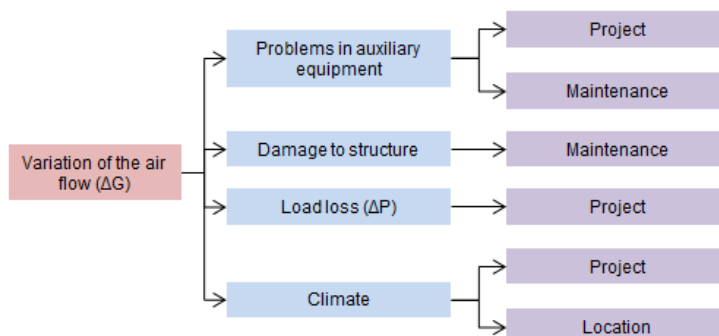 Variation of the air
flow (ΔG)
Problems in auxiliary
equipment
Project
Maintenance
Damage to structure
Maintenance
Load loss (ΔP)
Project
Climate
Project
Location